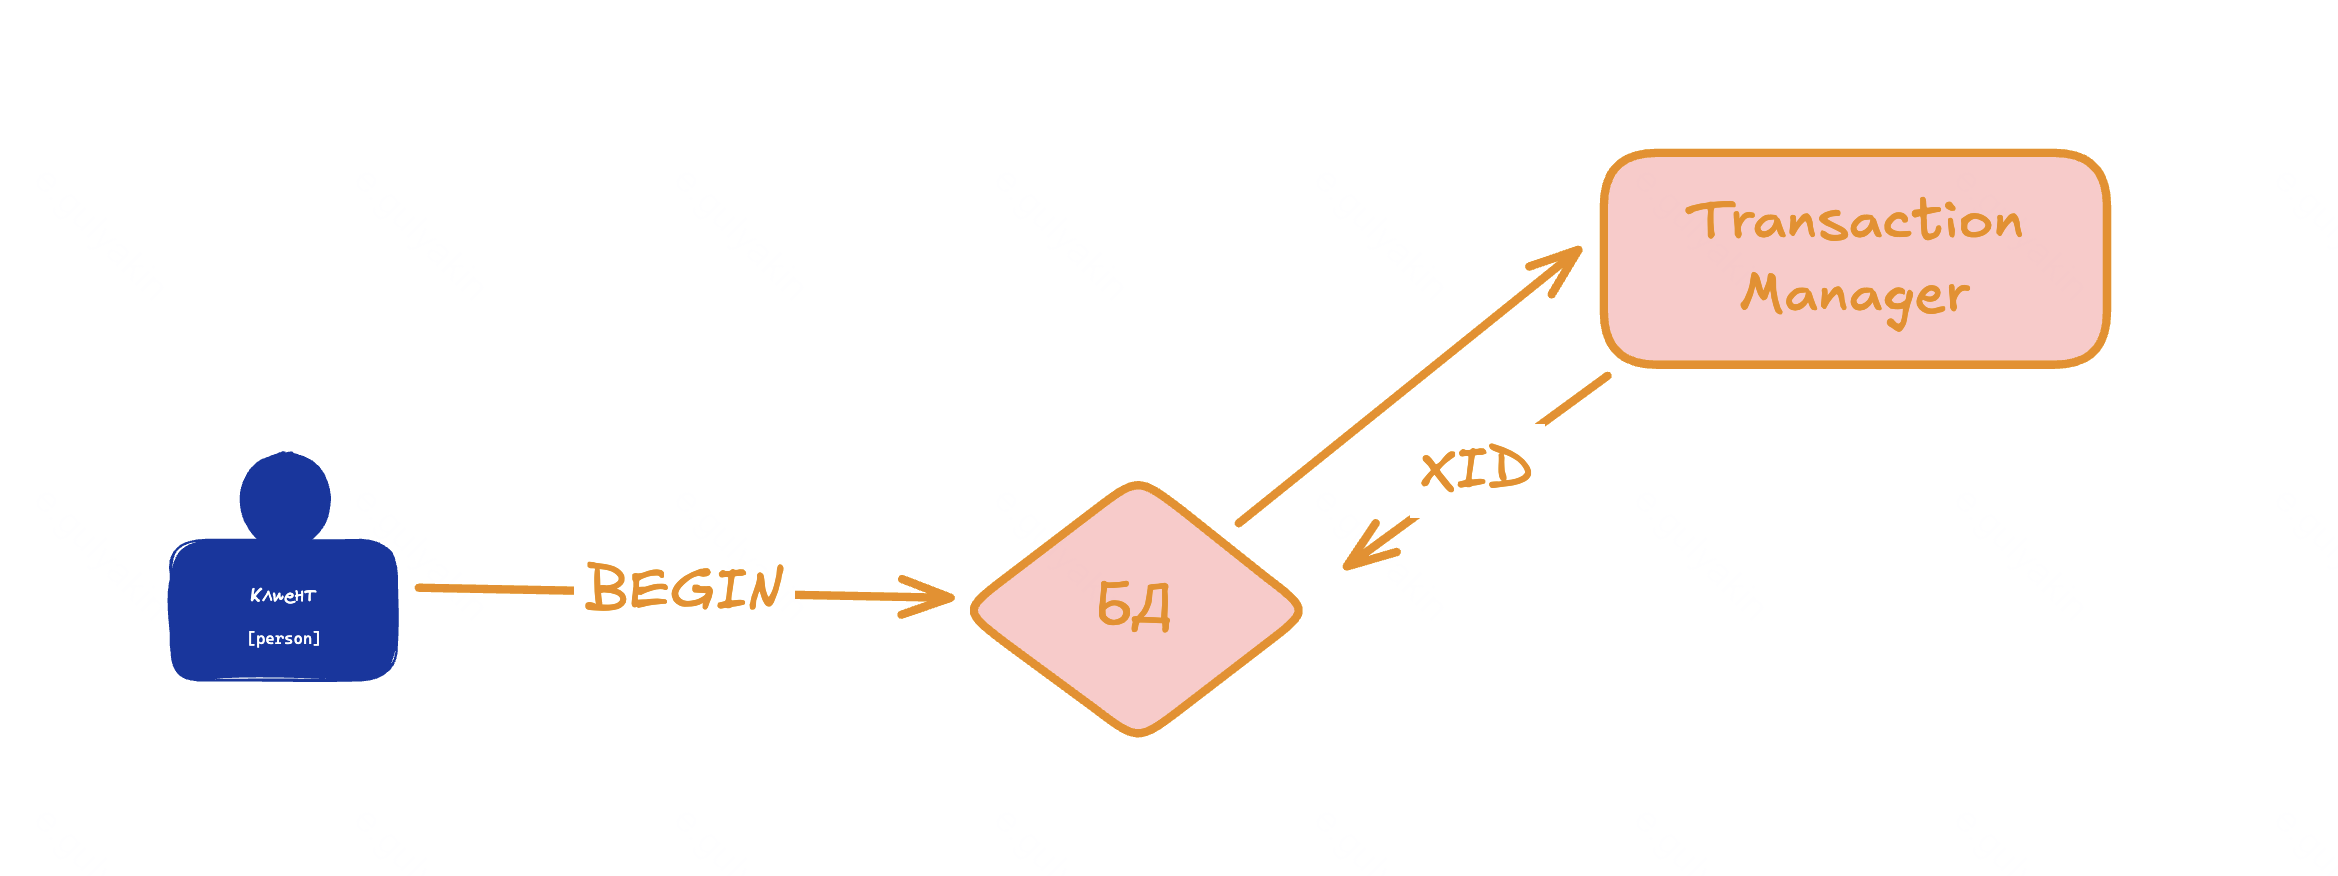 Transaction
Manager
XID
BEGIN
БД
Клиент
[person]